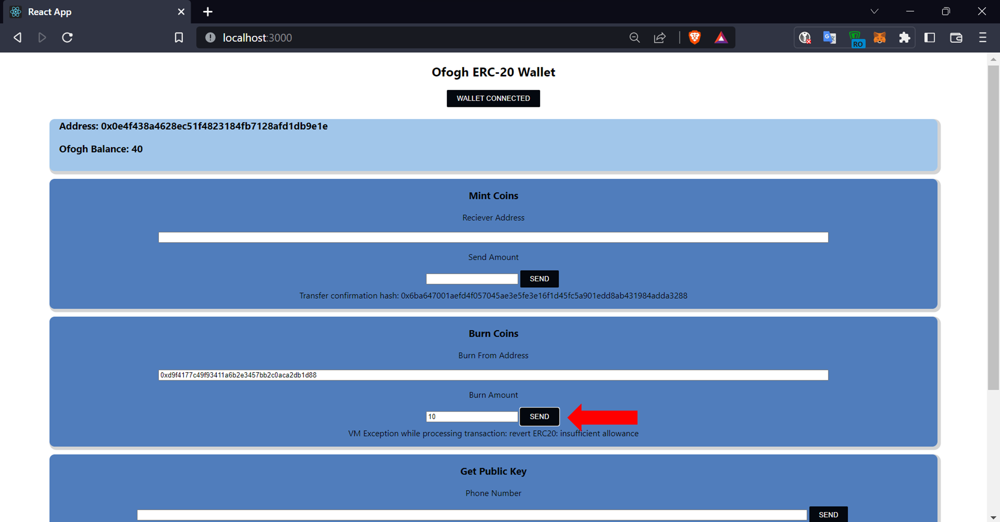 React App
localhost:3000
RO
Ofogh ERC-20 Wallet
WALLET CONNECTED
Address: 0x0e4f438a4628ec51f4823184fb7128afd1db9e1e
Ofogh Balance: 40
Mint Coins
Reciever Address
Send Amount
SEND
Transfer confirmation hash: 0x6ba647001aefd4f057045ae3e5fe3e16f1d45fc5a901edd8ab431984adda3288
Burn Coins
Burn From Address
0xd9f4177c49f93411a6b2e3457bb2c0aca2db1d88
Burn Amount
10 SEND
VM Exception while processing transaction: revert ERC20: insufficient allowance
Get Public Key
Phone Number
SEND